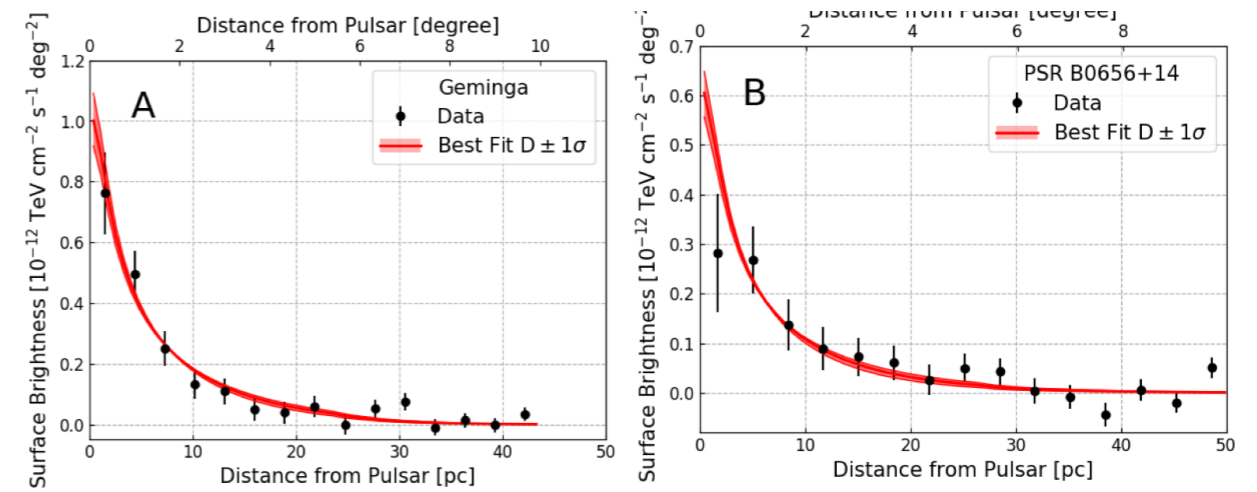 Distance from Pulsar [degree]
0 2 4 6 8 10
Surface Brightness [10⁻¹² TeV cm⁻² s⁻¹ deg⁻²]
1.2
1.0
0.8
0.6
0.4
0.2
0.0
A
Geminga
Data
Best Fit D ± 1σ
0 10 20 30 40 50
Distance from Pulsar [pc]
Distance from Pulsar [degree]
0 2 4 6 8
Surface Brightness [10⁻¹² TeV cm⁻² s⁻¹ deg⁻²]
0.7
0.6
0.5
0.4
0.3
0.2
0.1
0.0
B
PSR B0656+14
Data
Best Fit D ± 1σ
0 10 20 30 40 50
Distance from Pulsar [pc]